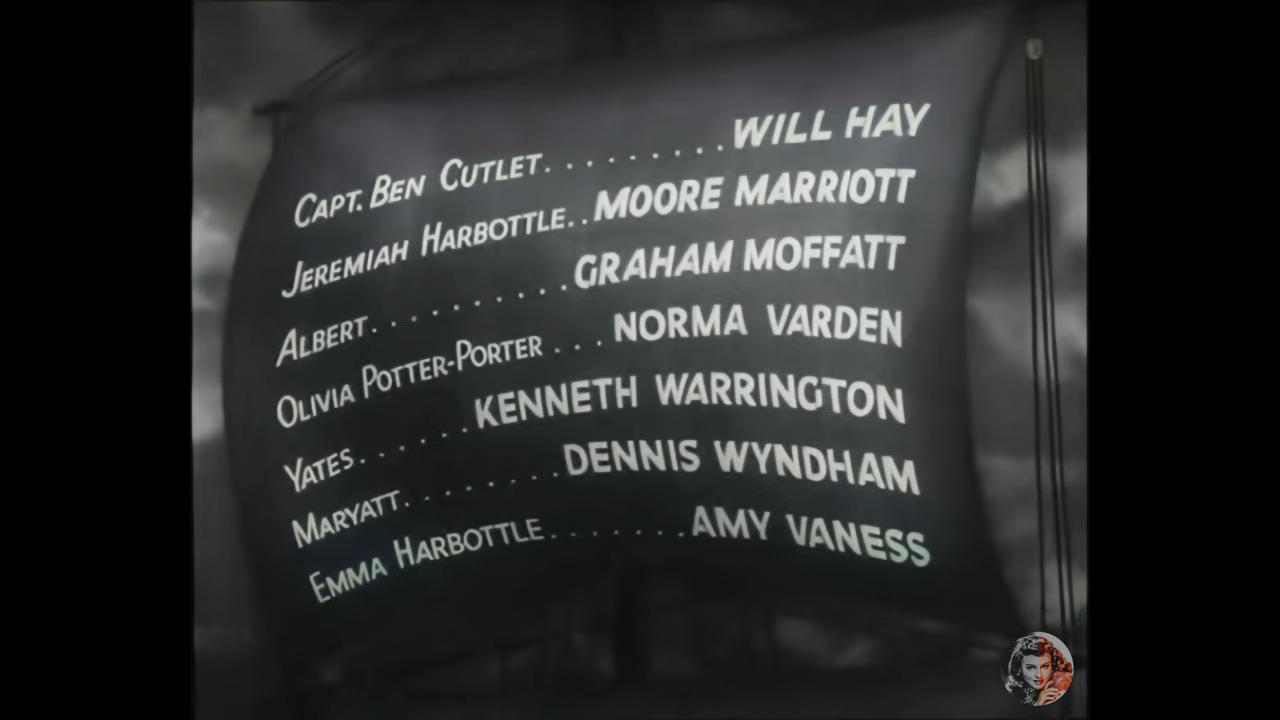 CAPT. BEN CUTLET.........WILL HAY
JEREMIAH HARBOTTLE..MOORE MARRIOTT
ALBERT..........GRAHAM MOFFATT
OLIVIA POTTER-PORTER...NORMA VARDEN
YATES......KENNETH WARRINGTON
MARYATT........DENNIS WYNDHAM
EMMA HARBOTTLE.......AMY VANESS